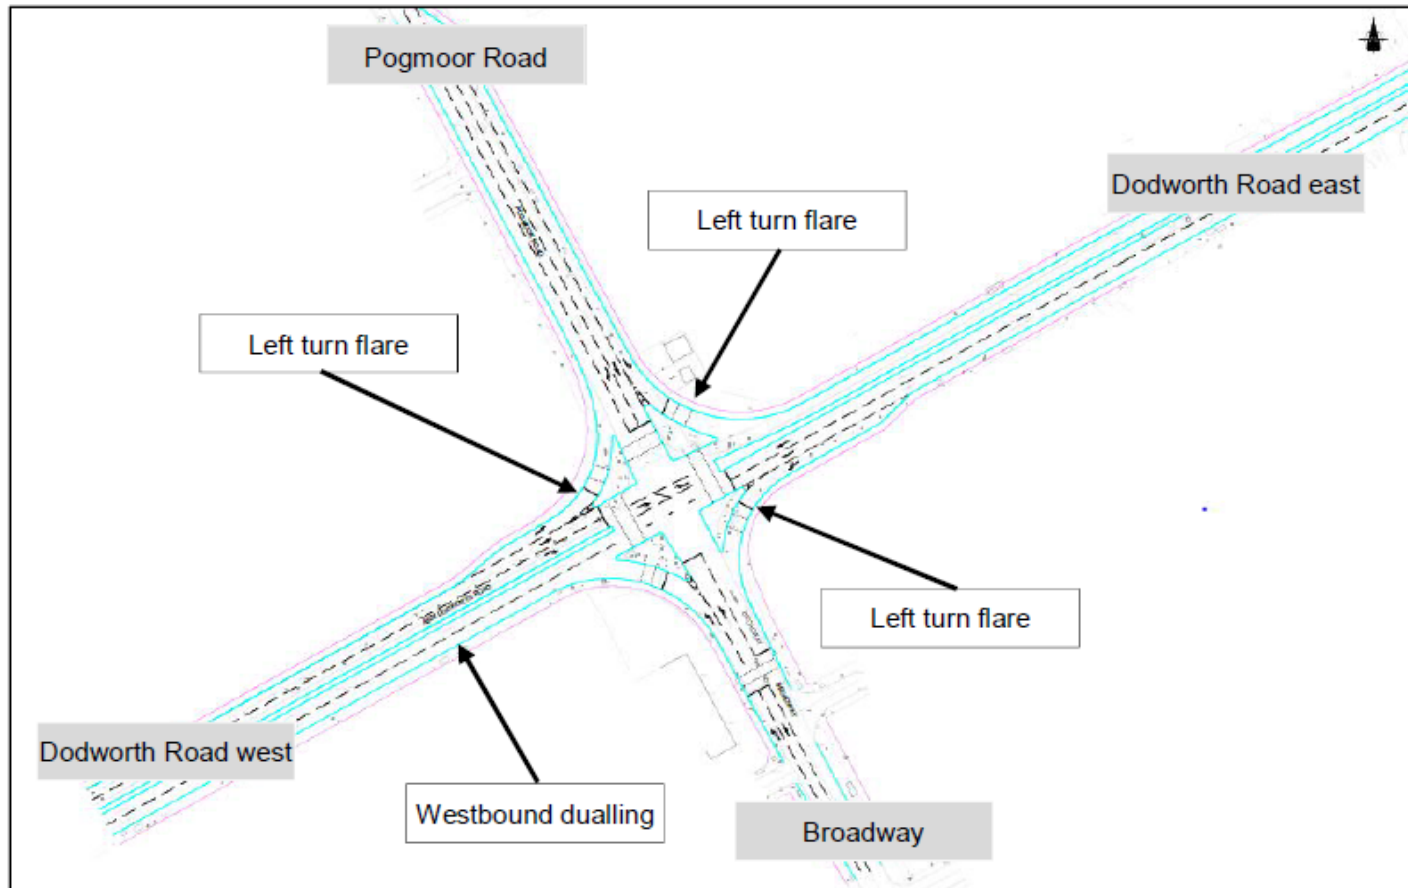 Pogmoor Road
Dodworth Road east
Left turn flare
Left turn flare
Left turn flare
Dodworth Road west
Westbound dualling
Broadway